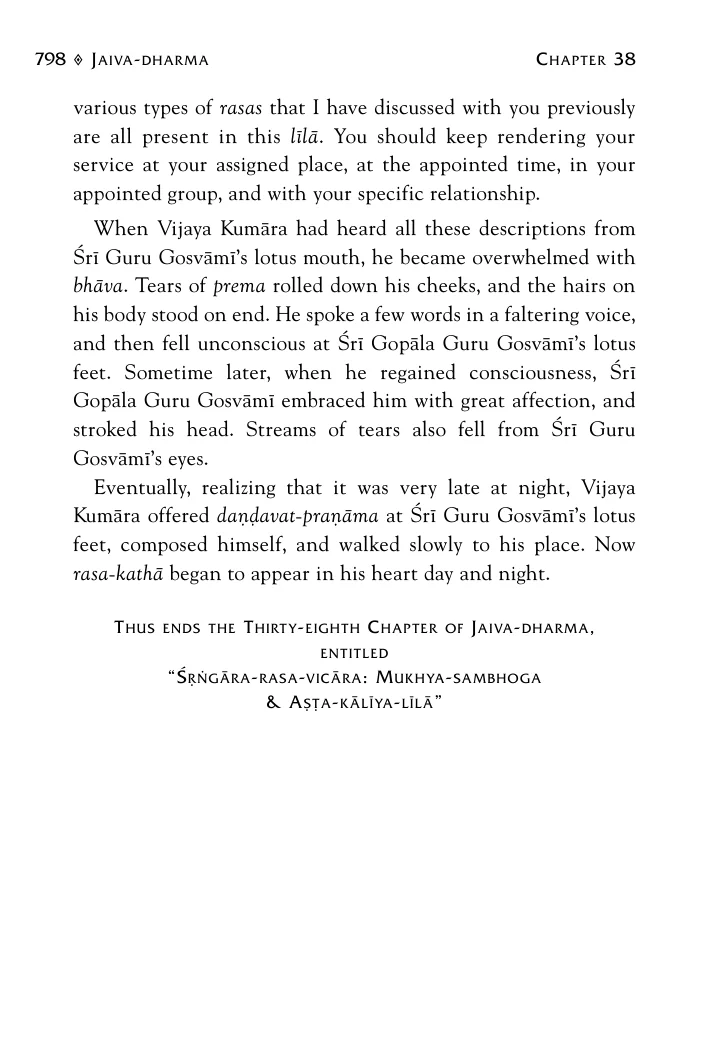 798 ◈ Jaiva-dharma Chapter 38
various types of rasas that I have discussed with you previously
are all present in this līlā. You should keep rendering your
service at your assigned place, at the appointed time, in your
appointed group, and with your specific relationship.
When Vijaya Kumāra had heard all these descriptions from
Śrī Guru Gosvāmī’s lotus mouth, he became overwhelmed with
bhāva. Tears of prema rolled down his cheeks, and the hairs on
his body stood on end. He spoke a few words in a faltering voice,
and then fell unconscious at Śrī Gopāla Guru Gosvāmī’s lotus
feet. Sometime later, when he regained consciousness, Śrī
Gopāla Guru Gosvāmī embraced him with great affection, and
stroked his head. Streams of tears also fell from Śrī Guru
Gosvāmī’s eyes.
Eventually, realizing that it was very late at night, Vijaya
Kumāra offered daṇḍavat-praṇāma at Śrī Guru Gosvāmī’s lotus
feet, composed himself, and walked slowly to his place. Now
rasa-kathā began to appear in his heart day and night.
Thus ends the Thirty-eighth Chapter of Jaiva-dharma,
entitled
“Śṛṅgāra-rasa-vicāra: Mukhya-sambhoga
& Aṣṭa-kālīya-līlā”